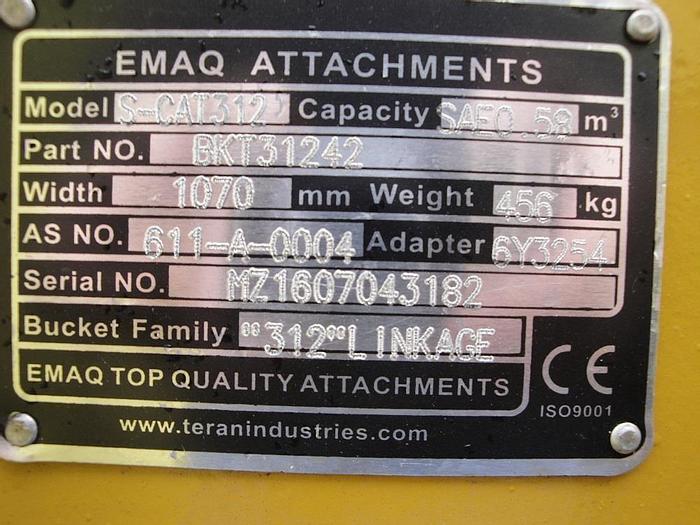 EMAQ ATTACHMENTS
Model S-CAT312 Capacity SAE0.58 m³
Part NO. BKT31242
Width 1070 mm Weight 456 kg
AS NO. 611-A-0004 Adapter 6Y3254
Serial NO. MZ1607043182
Bucket Family "312"LINKAGE
EMAQ TOP QUALITY ATTACHMENTS
CE
ISO9001
www.teranindustries.com